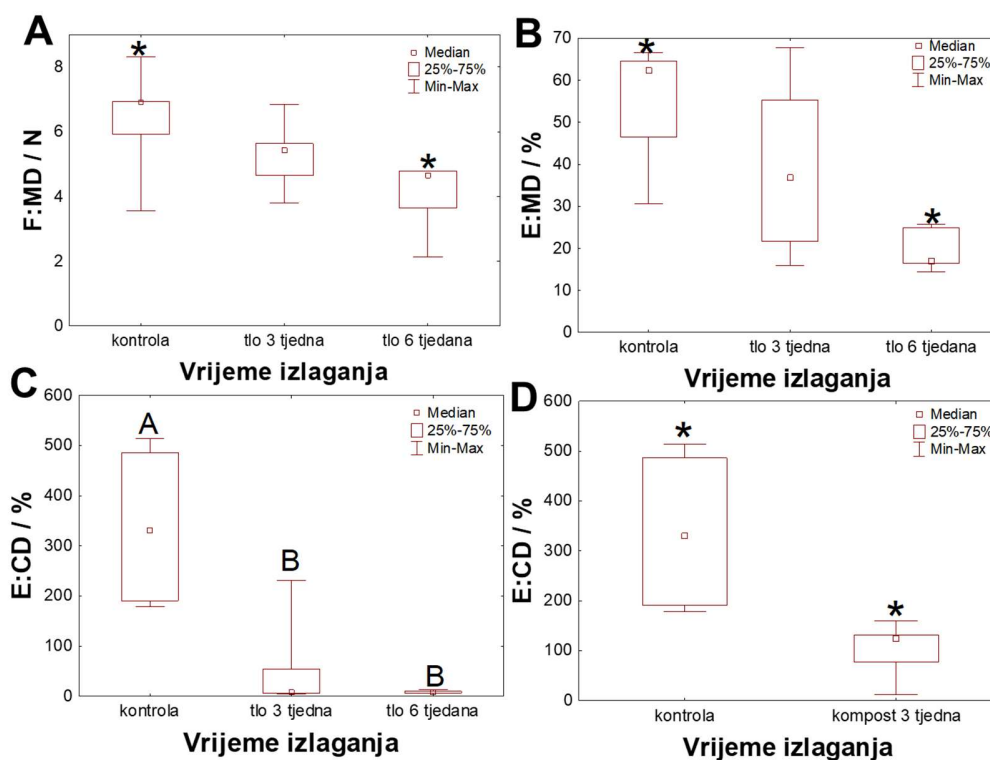 A
*
*
Median
25%-75%
Min-Max
8
6
4
2
0
F:MD / N
kontrola
tlo 3 tjedna
tlo 6 tjedana
Vrijeme izlaganja
B
*
*
Median
25%-75%
Min-Max
70
60
50
40
30
20
10
0
E:MD / %
kontrola
tlo 3 tjedna
tlo 6 tjedana
Vrijeme izlaganja
C
A
B
B
Median
25%-75%
Min-Max
600
500
400
300
200
100
0
E:CD / %
kontrola
tlo 3 tjedna
tlo 6 tjedana
Vrijeme izlaganja
D
*
*
Median
25%-75%
Min-Max
600
500
400
300
200
100
0
E:CD / %
kontrola
kompost 3 tjedna
Vrijeme izlaganja